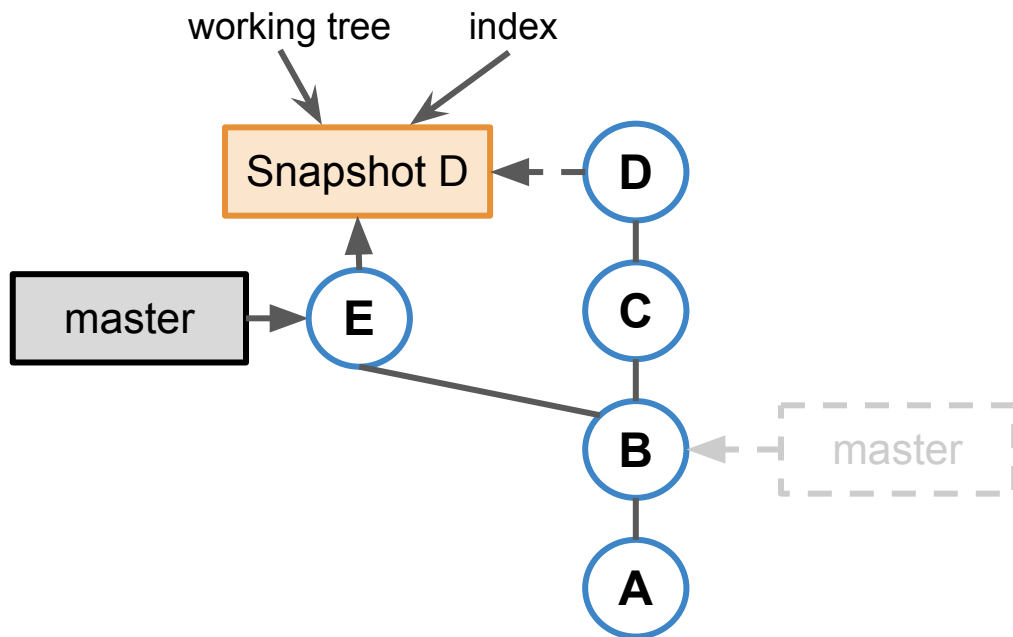 working tree
index
Snapshot D
D
master
E
C
B
master
A